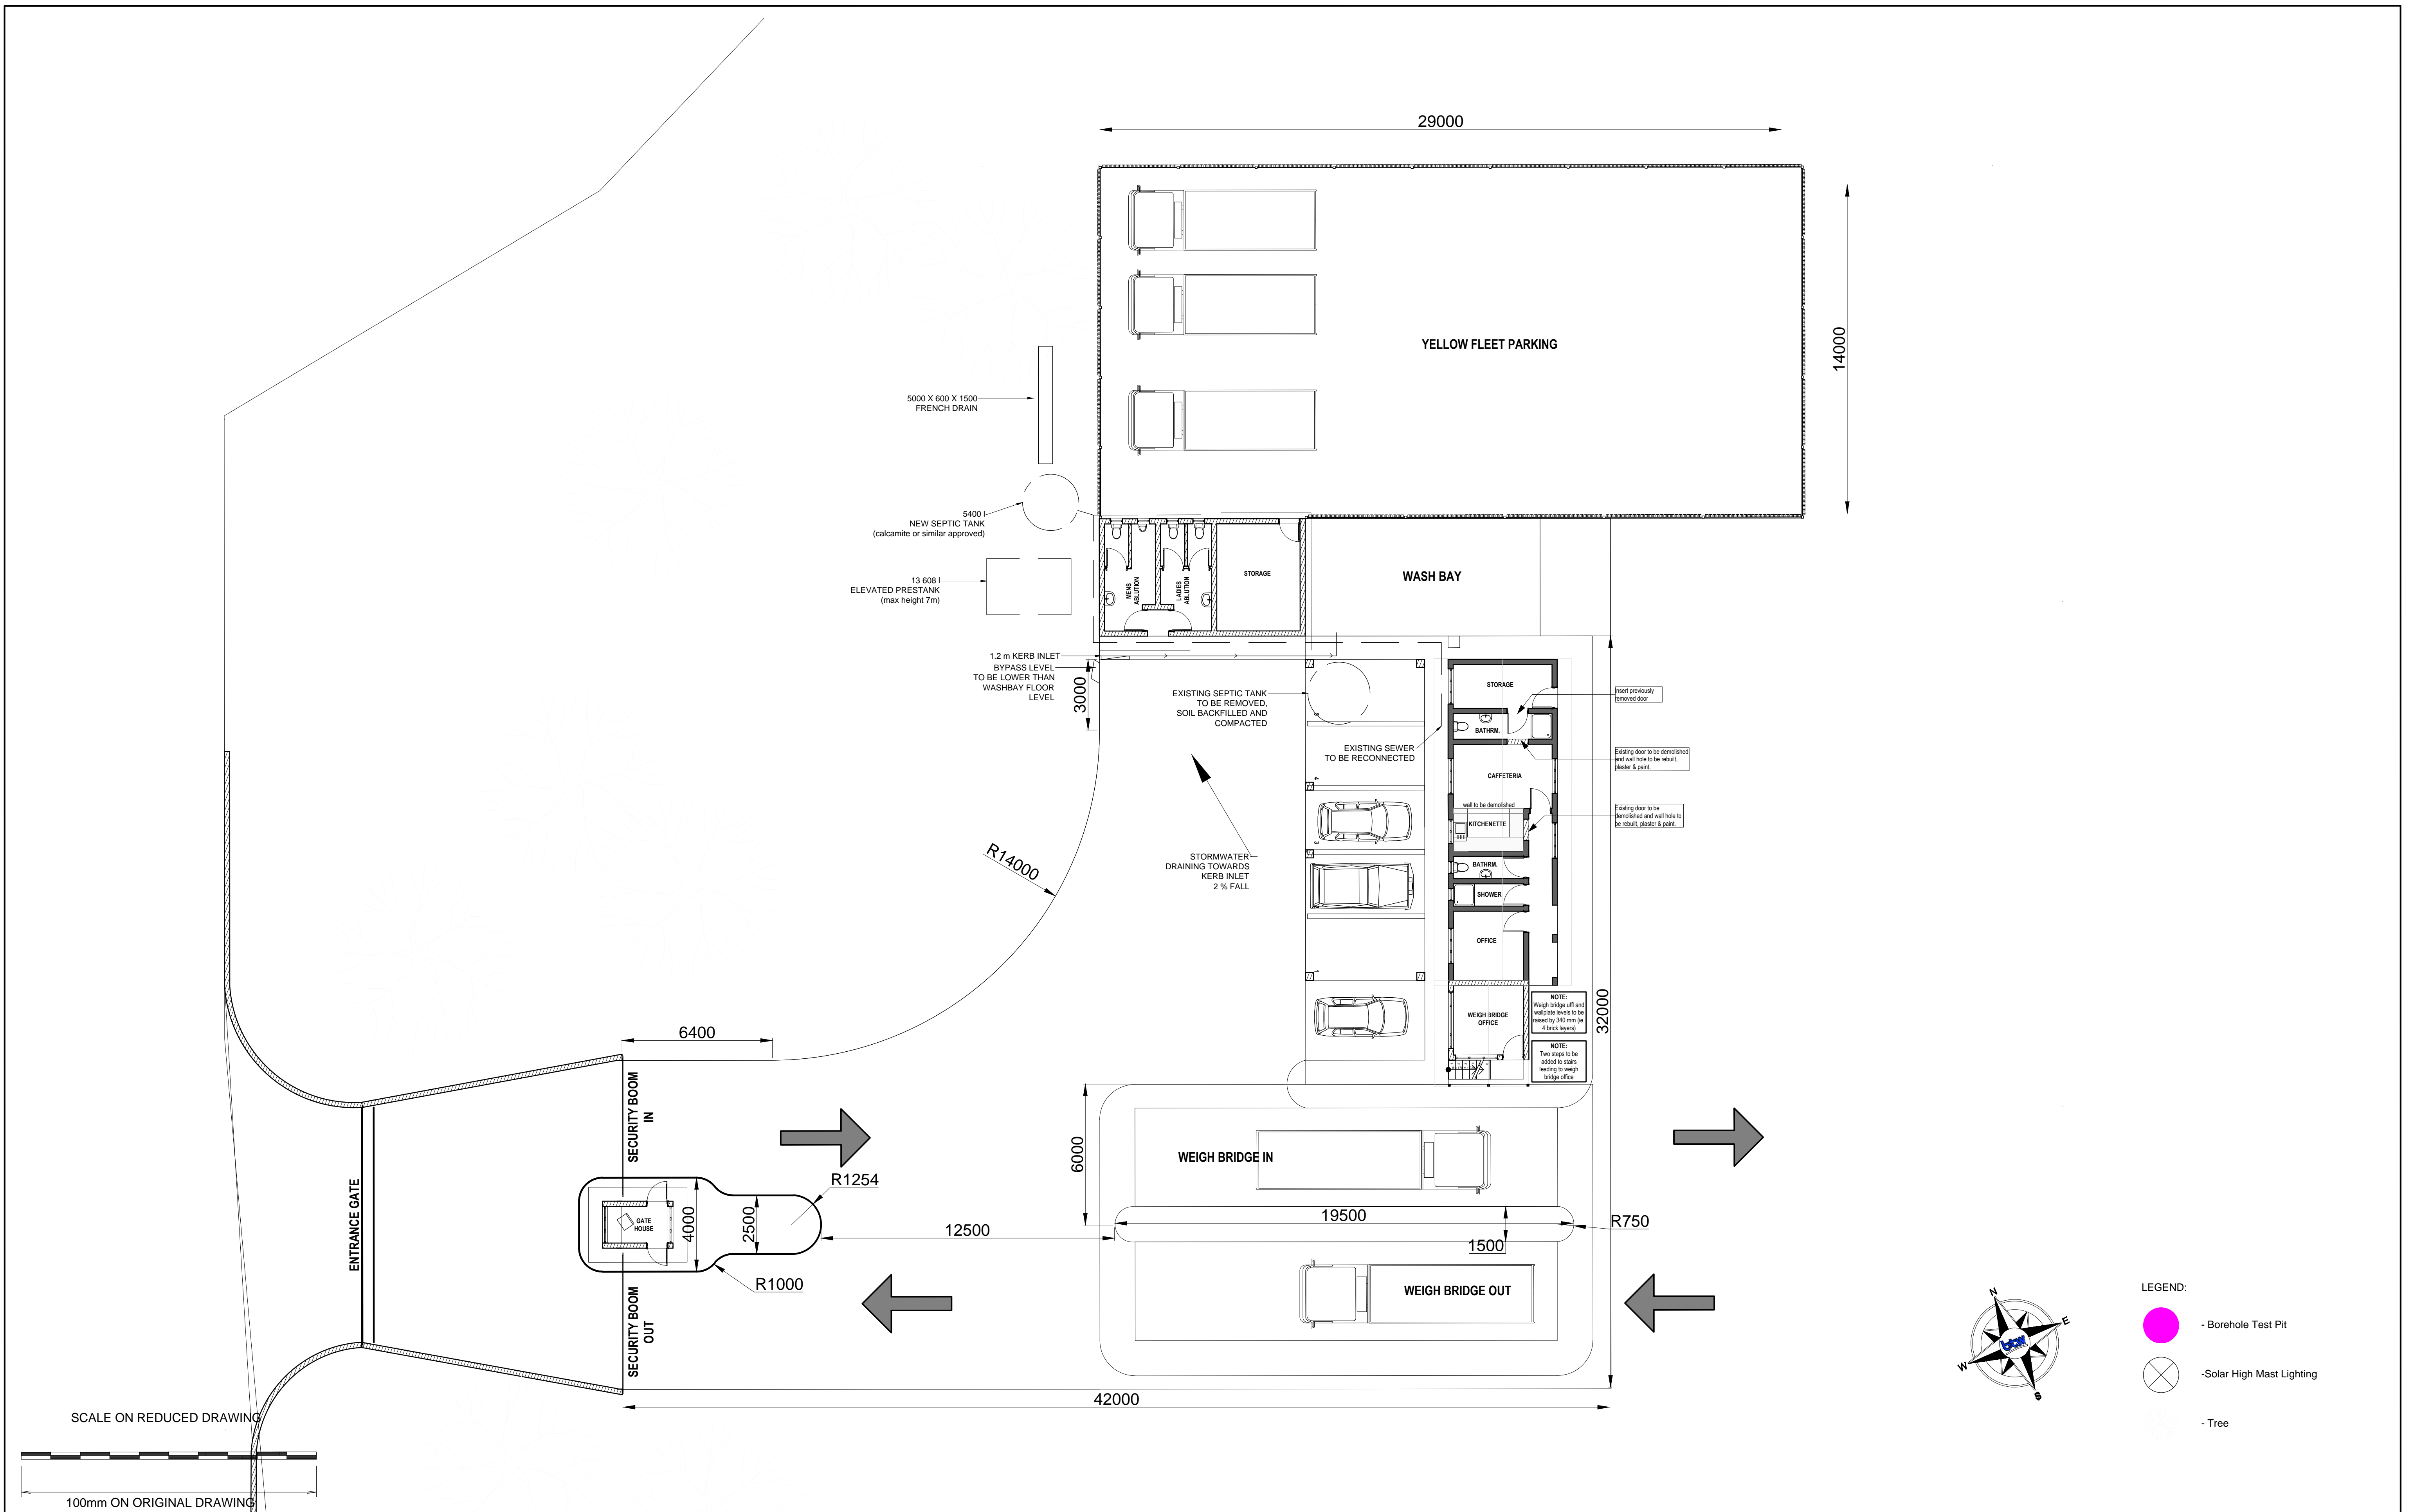 29000
14000
YELLOW FLEET PARKING
5000 X 600 X 1500
FRENCH DRAIN
5400 l
NEW SEPTIC TANK
(calcamite or similar approved)
13 608 l
ELEVATED PRESTANK
(max height 7m)
MENS
ABLUTION
LADIES
ABLUTION
STORAGE
WASH BAY
1.2 m KERB INLET
BYPASS LEVEL
TO BE LOWER THAN
WASHBAY FLOOR
LEVEL
3000
EXISTING SEPTIC TANK
TO BE REMOVED,
SOIL BACKFILLED AND
COMPACTED
EXISTING SEWER
TO BE RECONNECTED
STORMWATER
DRAINING TOWARDS
KERB INLET
2 % FALL
5
4
3
2
1
STORAGE
BATHRM.
CAFFETERIA
wall to be demolished
KITCHENETTE
BATHRM.
SHOWER
OFFICE
WEIGH BRIDGE
OFFICE
Insert previously
removed door
Existing door to be demolished
and wall hole to be rebuilt,
plaster & paint.
Existing door to be
demolished and wall hole to
be rebuilt, plaster & paint.
NOTE:
Weigh bridge uffl and
wallplate levels to be
raised by 340 mm (ie.
4 brick layers)
NOTE:
Two steps to be
added to stairs
leading to weigh
bridge office
32000
R14000
6400
SECURITY BOOM
IN
ENTRANCE GATE
GATE
HOUSE
4000
2500
R1254
R1000
12500
SECURITY BOOM
OUT
6000
WEIGH BRIDGE IN
19500
1500
R750
WEIGH BRIDGE OUT
42000
N
E
S
W
LEGEND:
- Borehole Test Pit
-Solar High Mast Lighting
- Tree
SCALE ON REDUCED DRAWING
100mm ON ORIGINAL DRAWING